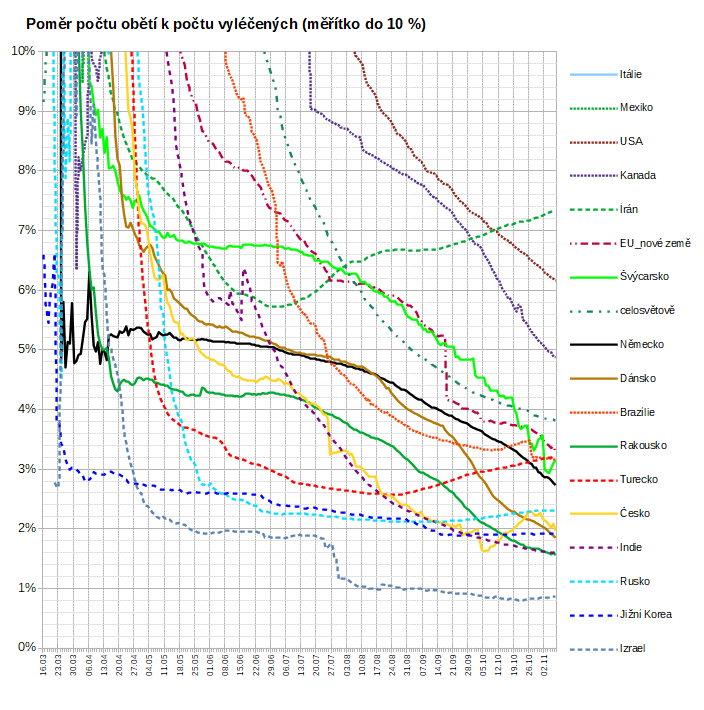 Poměr počtu obětí k počtu vyléčených (měřítko do 10 %)
10%
9%
8%
7%
6%
5%
4%
3%
2%
1%
0%
16.03
23.03
30.03
06.04
13.04
20.04
27.04
04.05
11.05
18.05
25.05
01.06
08.06
15.06
22.06
29.06
06.07
13.07
20.07
27.07
03.08
10.08
17.08
24.08
31.08
07.09
14.09
21.09
28.09
05.10
12.10
19.10
26.10
02.11
Itálie
Mexiko
USA
Kanada
Írán
EU_nové země
Švýcarsko
celosvětově
Německo
Dánsko
Brazílie
Rakousko
Turecko
Česko
Indie
Rusko
Jižní Korea
Izrael